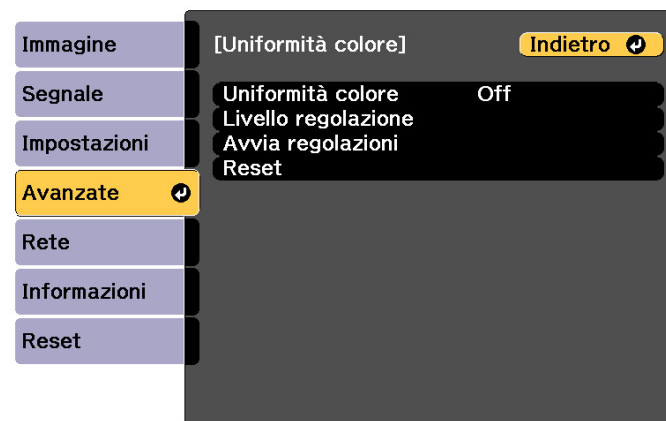 Immagine
Segnale
Impostazioni
Avanzate
Rete
Informazioni
Reset
[Uniformità colore] Indietro
Uniformità colore Off
Livello regolazione
Avvia regolazioni
Reset